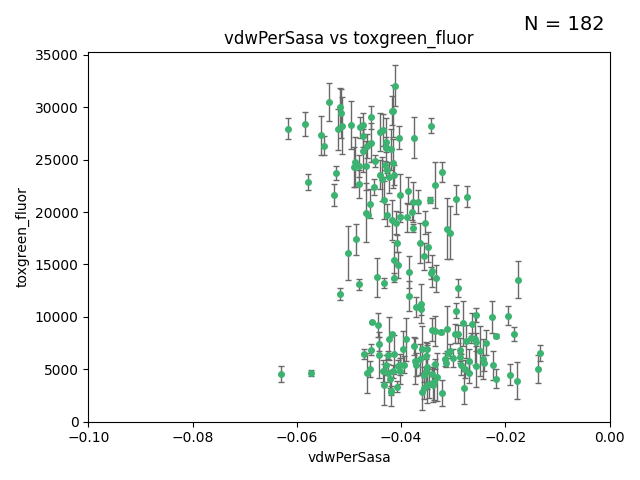 N = 182
vdwPerSasa vs toxgreen_fluor
35000
30000
25000
20000
15000
10000
5000
0
toxgreen_fluor
−0.10 −0.08 −0.06 −0.04 −0.02 0.00
vdwPerSasa